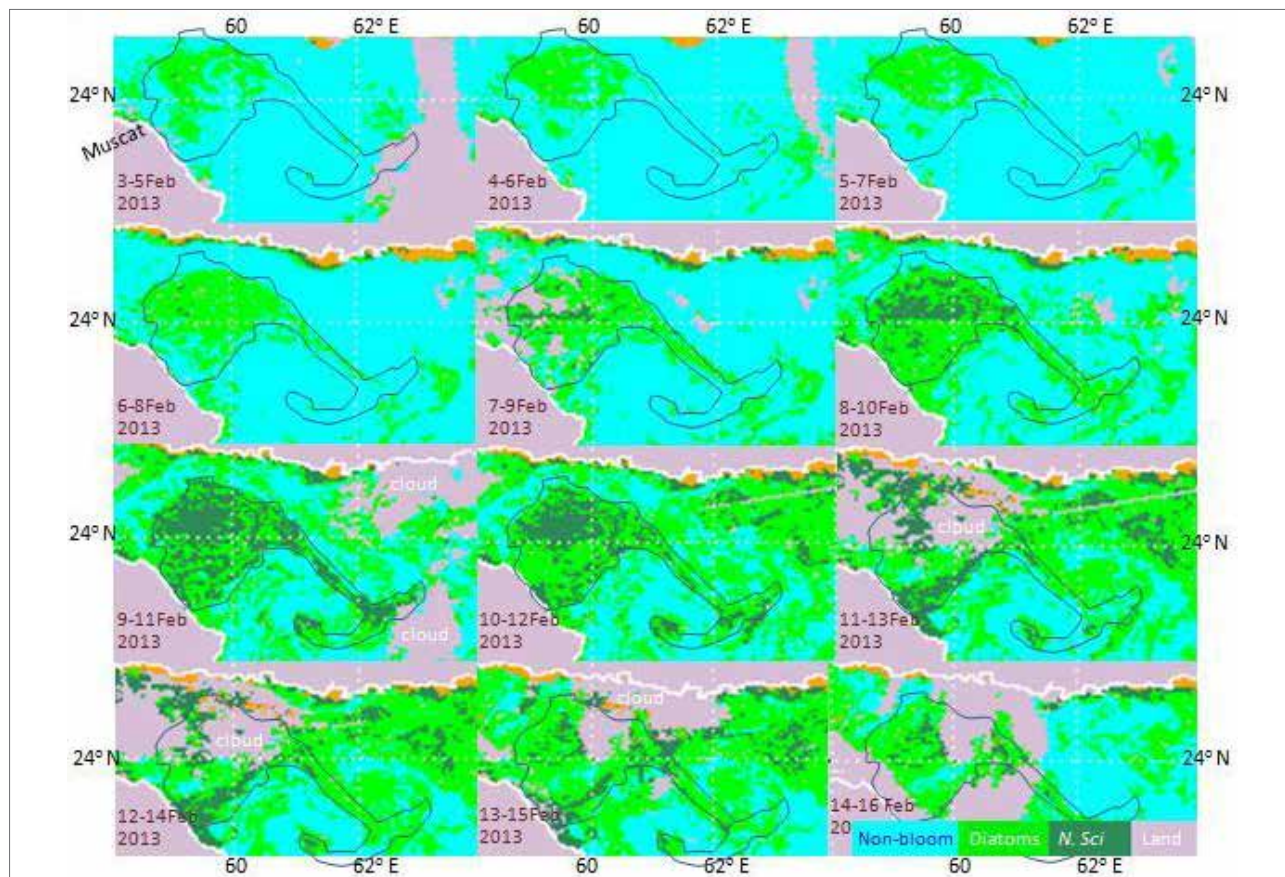 60 62° E 60 62° E 60 62° E
24° N 24° N
Muscat
3-5Feb 2013
4-6Feb 2013
5-7Feb 2013
24° N 24° N
6-8Feb 2013
7-9Feb 2013
8-10Feb 2013
cloud
24° N cloud 24° N
9-11Feb 2013
cloud
10-12Feb 2013
11-13Feb 2013
cloud
cloud
24° N 24° N
12-14Feb 2013
13-15Feb 2013
14-16 Feb
20
Non-bloom Diatoms N. Sci Land
60 62° E 60 62° E 60 62° E